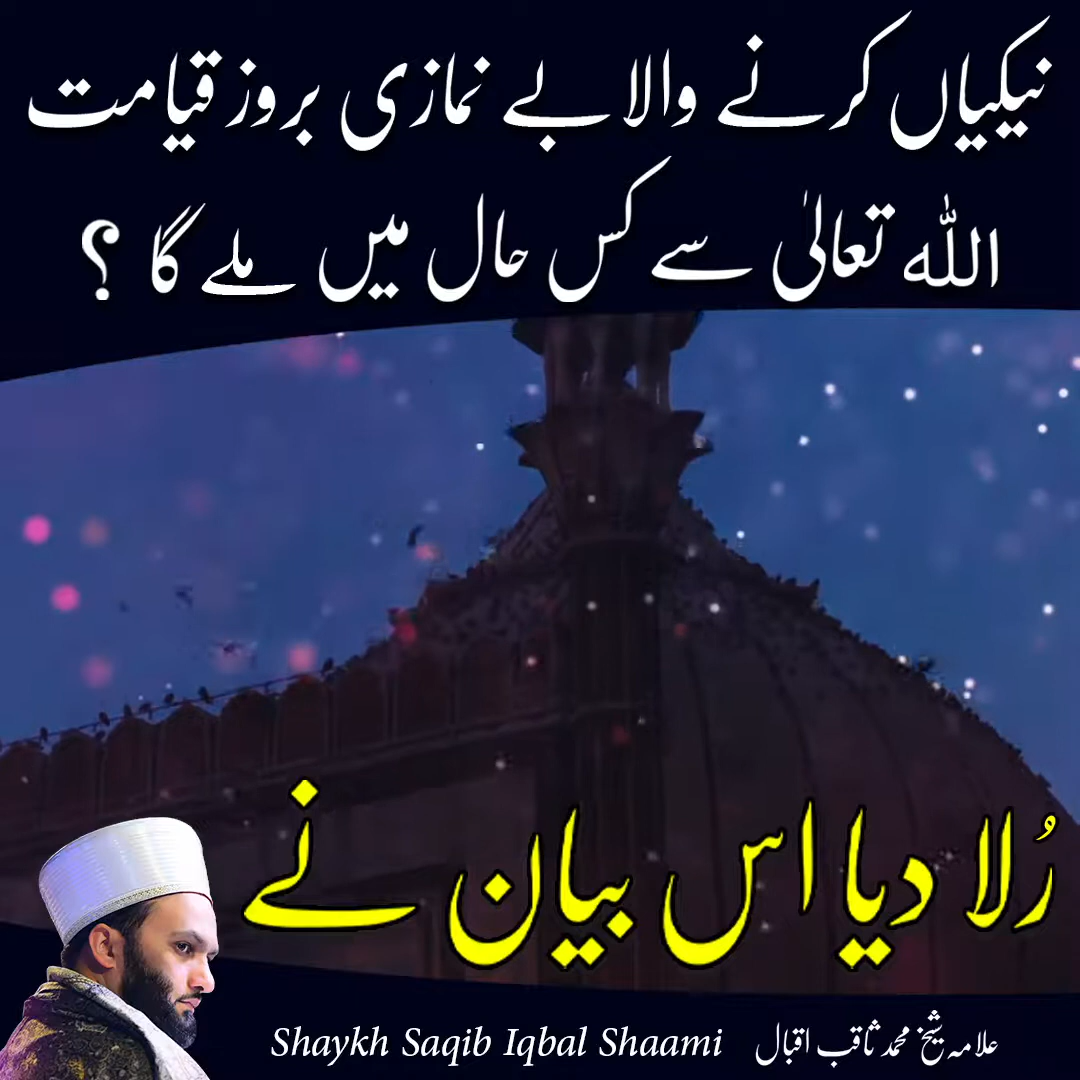 نیکیاں کرنے والا بے نمازی بروز قیامت
اللہ تعالیٰ سے کس حال میں ملے گا ؟
رُلا دیا اس بیان نے
Shaykh Saqib Iqbal Shaami علامہ شیخ محمد ثاقب اقبال